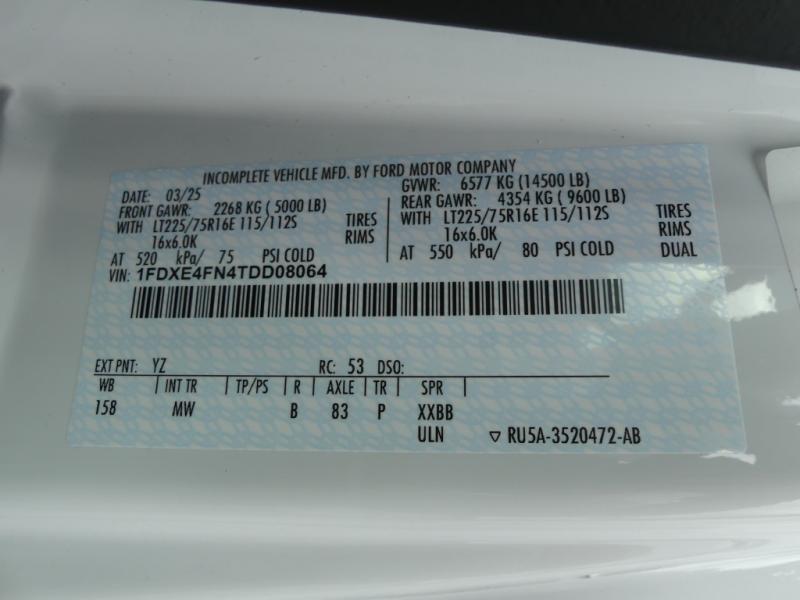 INCOMPLETE VEHICLE MFD. BY FORD MOTOR COMPANY
DATE: 03/25 GVWR: 6577 KG (14500 LB)
FRONT GAWR: 2268 KG ( 5000 LB) REAR GAWR: 4354 KG ( 9600 LB)
WITH LT225/75R16E 115/112S TIRES WITH LT225/75R16E 115/112S TIRES
16x6.0K RIMS 16x6.0K RIMS
AT 520 kPa/ 75 PSI COLD AT 550 kPa/ 80 PSI COLD DUAL
VIN: 1FDXE4FN4TDD08064
EXT PNT: YZ RC: 53 DSO:
WB INT TR TP/PS R AXLE TR SPR
158 MW B 83 P XXBB
ULN ▽ RU5A-3520472-AB